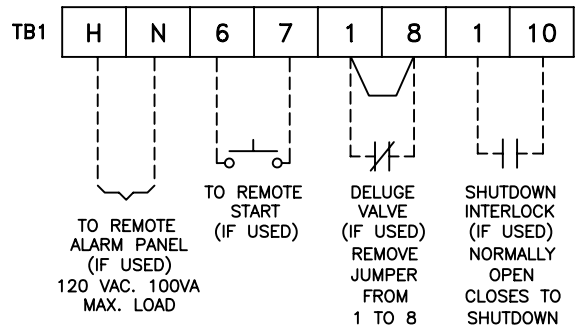 TB1 H N 6 7 1 8 1 10
TO REMOTE
ALARM PANEL
(IF USED)
120 VAC. 100VA
MAX. LOAD
TO REMOTE
START
(IF USED)
DELUGE
VALVE
(IF USED)
REMOVE
JUMPER
FROM
1 TO 8
SHUTDOWN
INTERLOCK
(IF USED)
NORMALLY
OPEN
CLOSES TO
SHUTDOWN